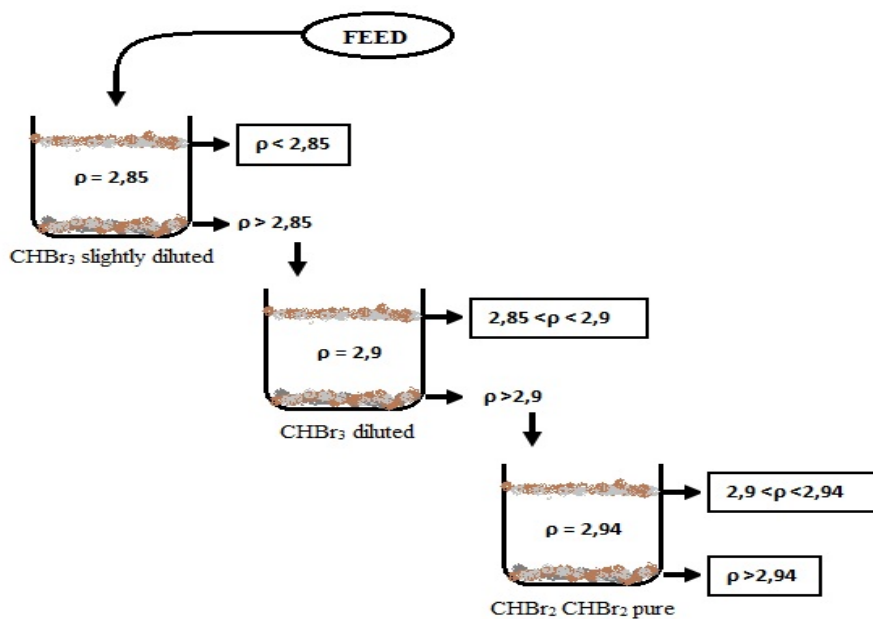 FEED
ρ < 2,85
ρ = 2,85
ρ > 2,85
CHBr₃ slightly diluted
2,85 <ρ < 2,9
ρ = 2,9
ρ >2,9
CHBr₃ diluted
2,9 <ρ <2,94
ρ = 2,94
ρ >2,94
CHBr₂ CHBr₂ pure